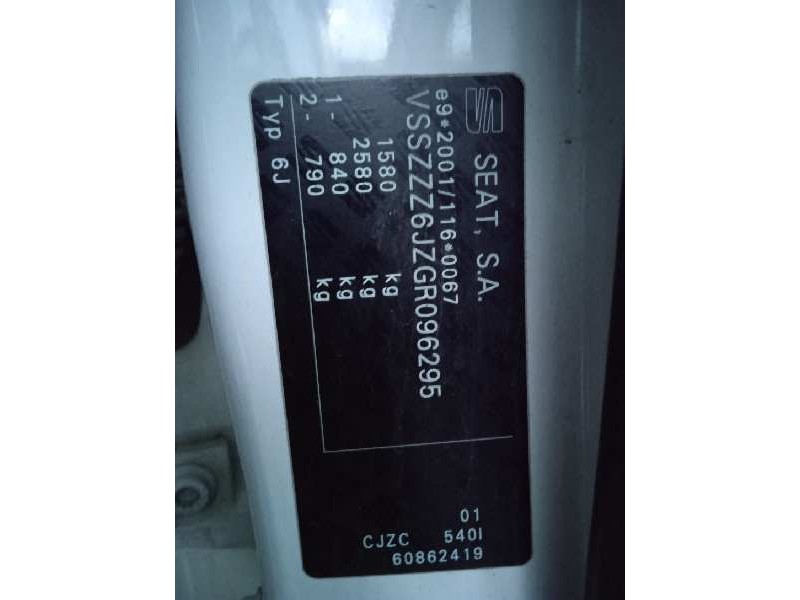 SEAT, S.A.
e9*2001/116*0067
VSSZZZ6JZGR096295
1580 kg
2580 kg
1- 840 kg
2- 790 kg
Typ 6J
01
CJZC 540I
60862419